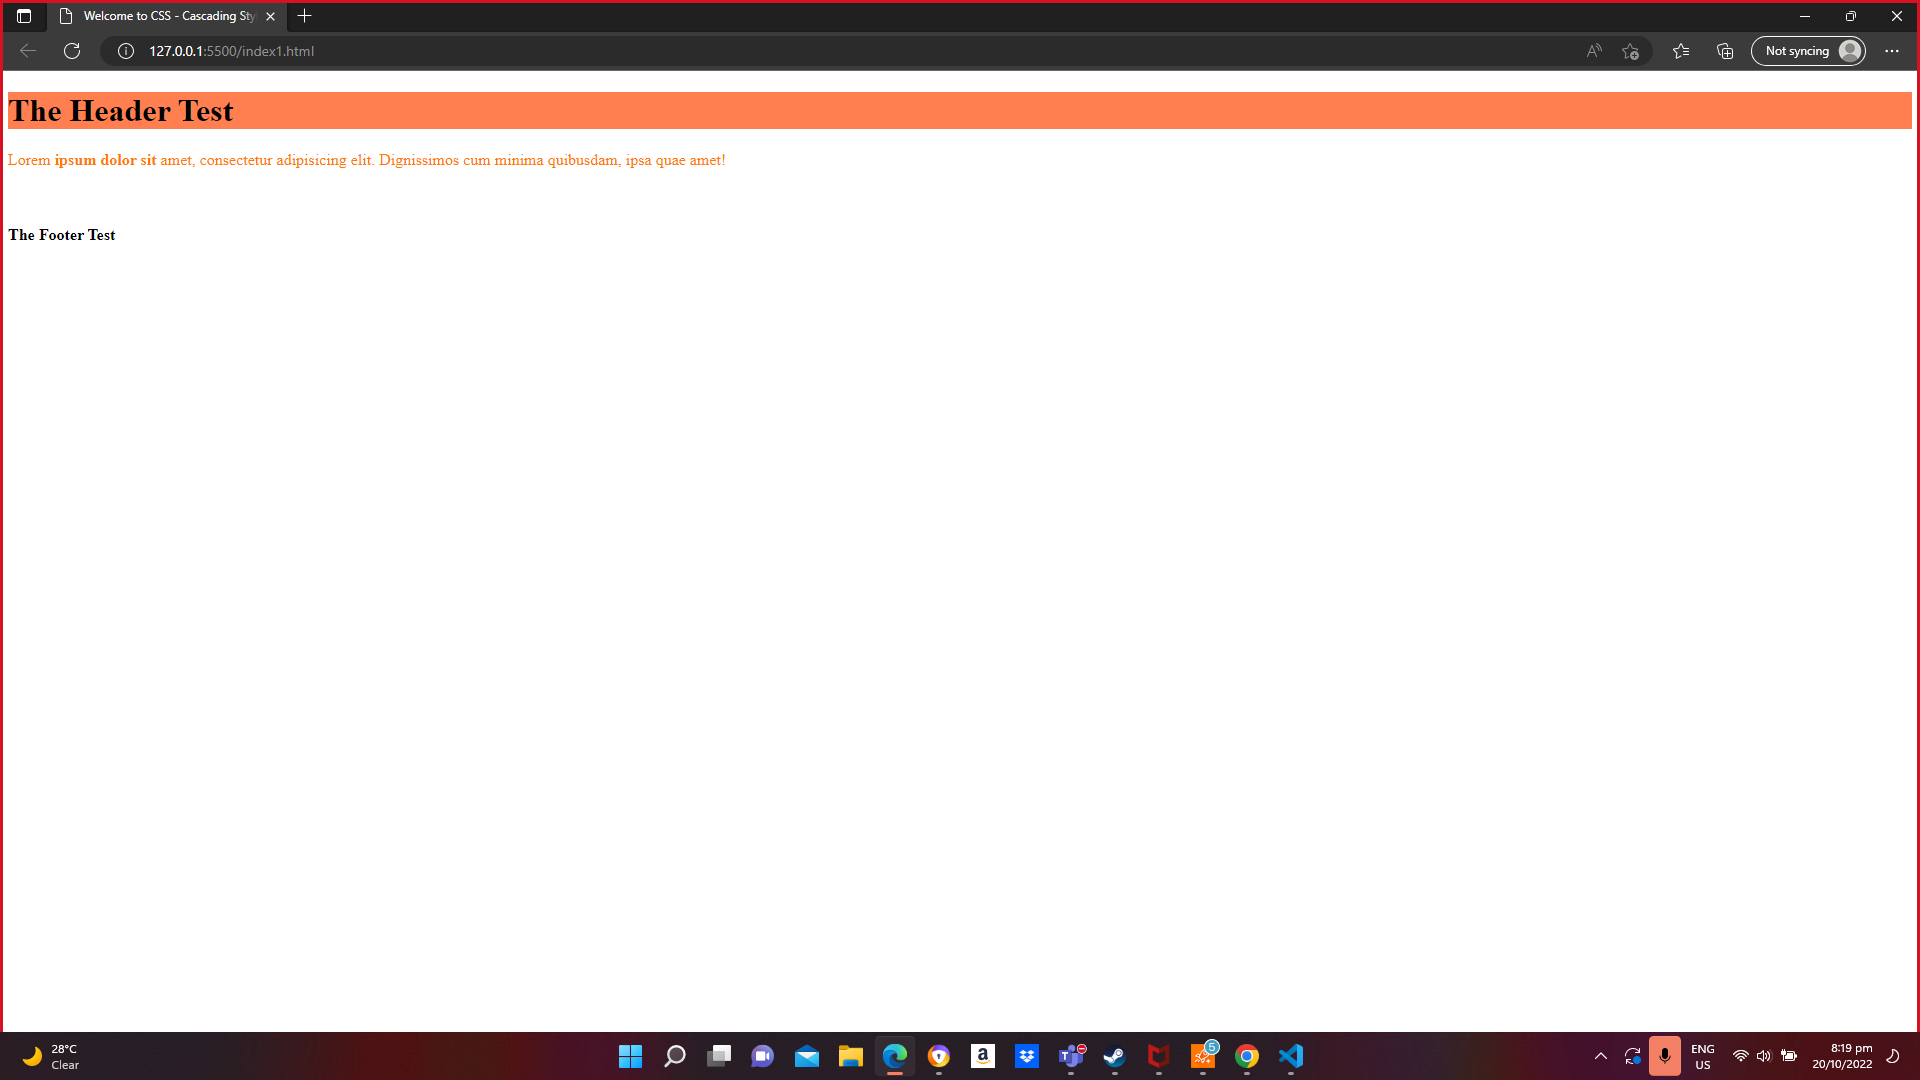 Welcome to CSS - Cascading Sty
127.0.0.1:5500/index1.html
Not syncing
The Header Test
Lorem ipsum dolor sit amet, consectetur adipisicing elit. Dignissimos cum minima quibusdam, ipsa quae amet!
The Footer Test
28°C
Clear
5
ENG
US
8:19 pm
20/10/2022